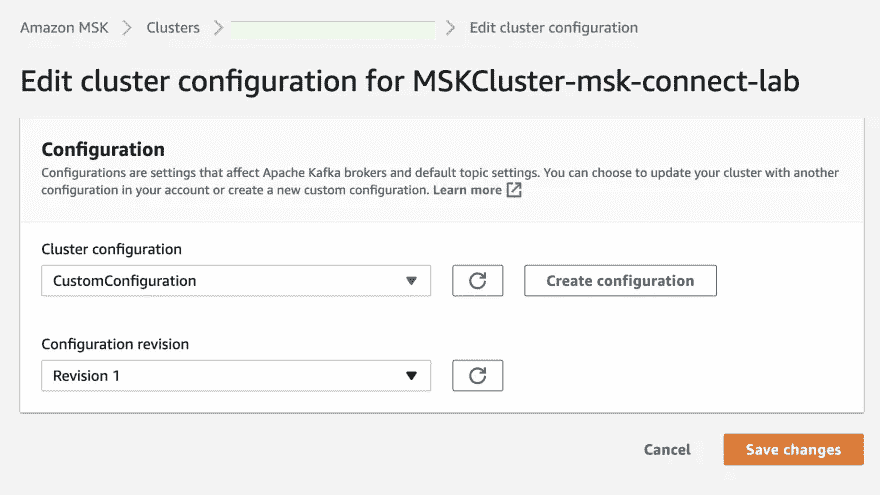 Amazon MSK > Clusters > > Edit cluster configuration
Edit cluster configuration for MSKCluster-msk-connect-lab
Configuration
Configurations are settings that affect Apache Kafka brokers and default topic settings. You can choose to update your cluster with another
configuration in your account or create a new custom configuration. Learn more
Cluster configuration
CustomConfiguration
Create configuration
Configuration revision
Revision 1
Cancel
Save changes